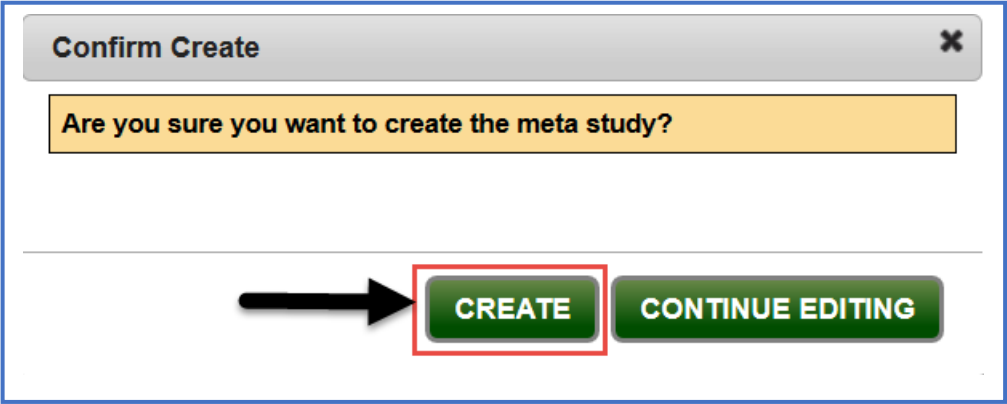 Confirm Create
Are you sure you want to create the meta study?
CREATE
CONTINUE EDITING